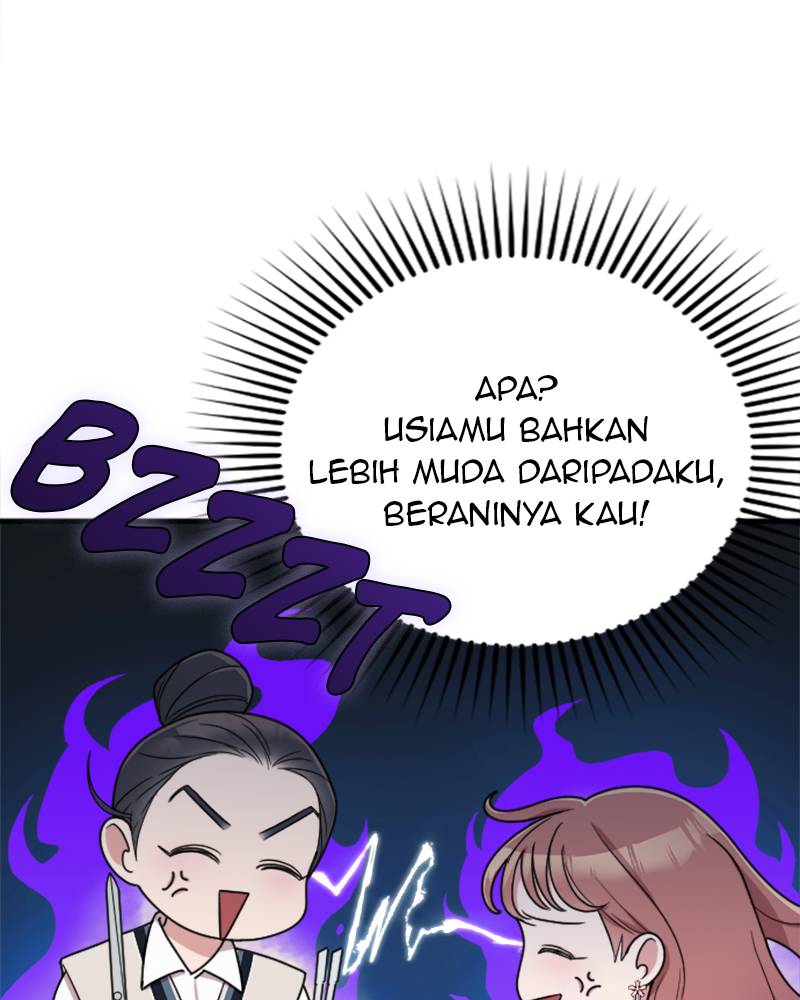 APA?
USIAMU BAHKAN
LEBIH MUDA DARIPADAKU,
BERANINYA KAU!
BZZZT